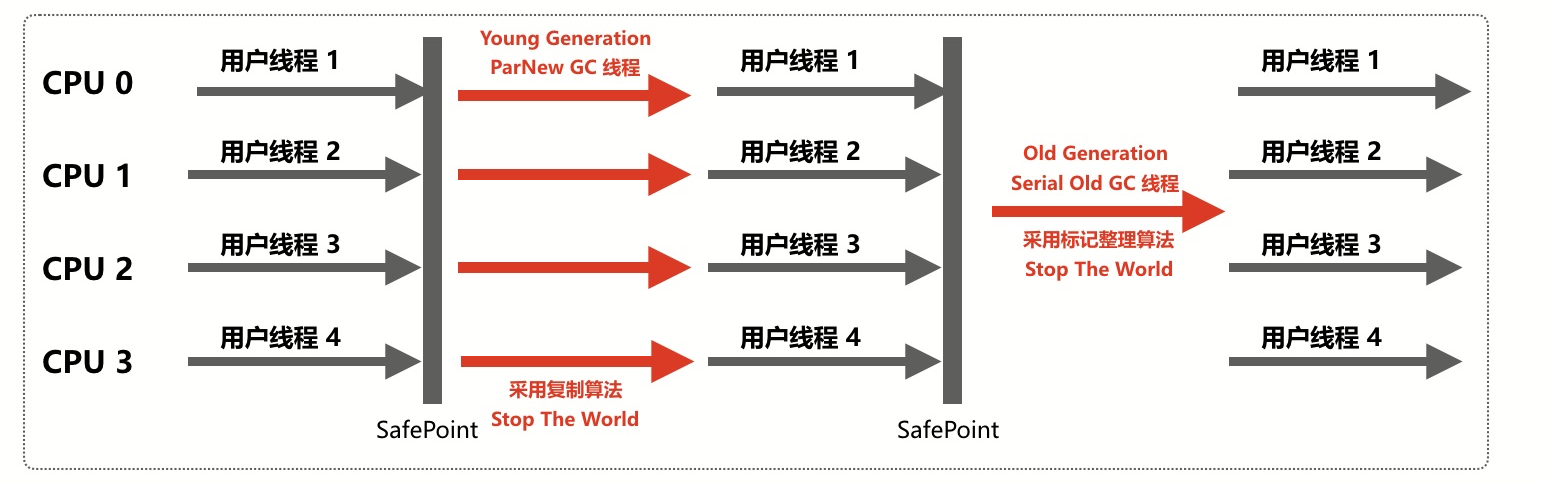 CPU 0
用户线程 1
Young Generation
ParNew GC 线程
用户线程 1
用户线程 1
CPU 1
用户线程 2
用户线程 2
Old Generation
Serial Old GC 线程
用户线程 2
CPU 2
用户线程 3
用户线程 3
采用标记整理算法
Stop The World
用户线程 3
CPU 3
用户线程 4
用户线程 4
用户线程 4
采用复制算法
Stop The World
SafePoint
SafePoint